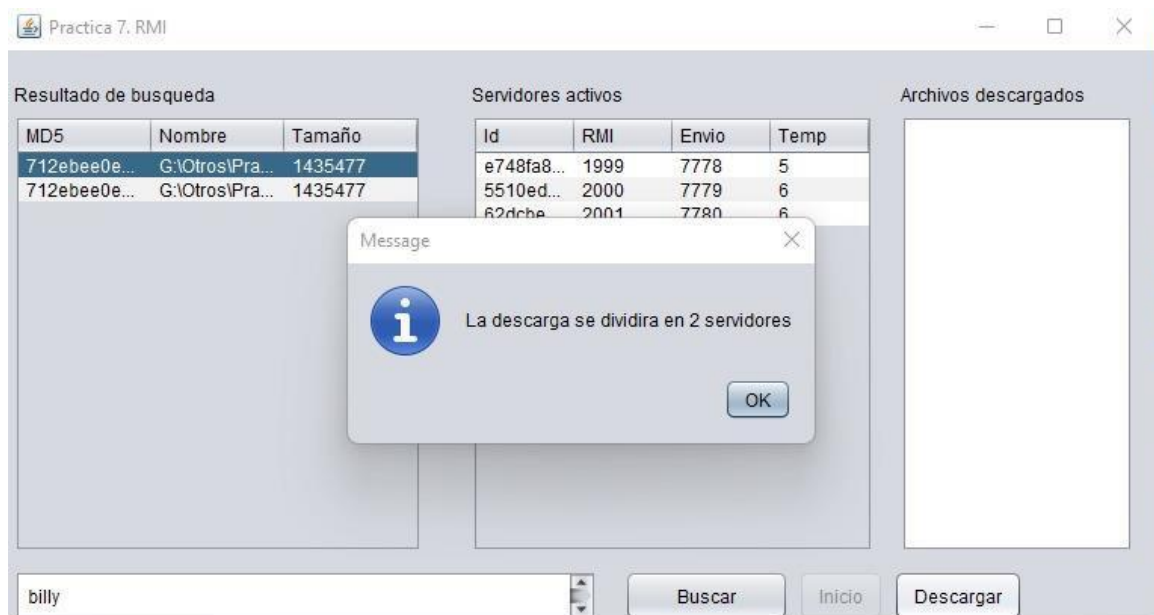 Practica 7. RMI
Resultado de busqueda
Servidores activos
Archivos descargados
MD5 Nombre Tamaño
Id RMI Envio Temp
712ebee0e... G:\Otros\Pra... 1435477
e748fa8... 1999 7778 5
712ebee0e... G:\Otros\Pra... 1435477
5510ed... 2000 7779 6
62dcbe 2001 7780 6
Message
La descarga se dividira en 2 servidores
OK
billy
Buscar
Inicio
Descargar